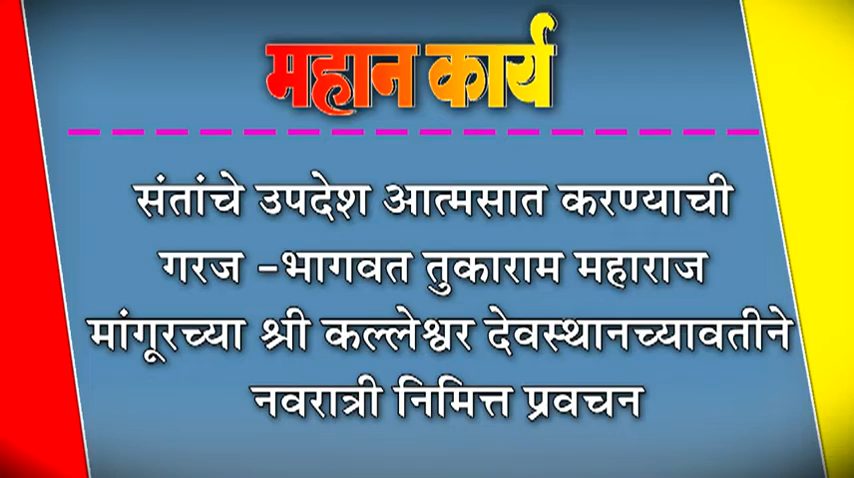 महान कार्य
संतांचे उपदेश आत्मसात करण्याची
गरज -भागवत तुकाराम महाराज
मांगूरच्या श्री कल्लेश्वर देवस्थानच्यावतीने
नवरात्री निमित्त प्रवचन